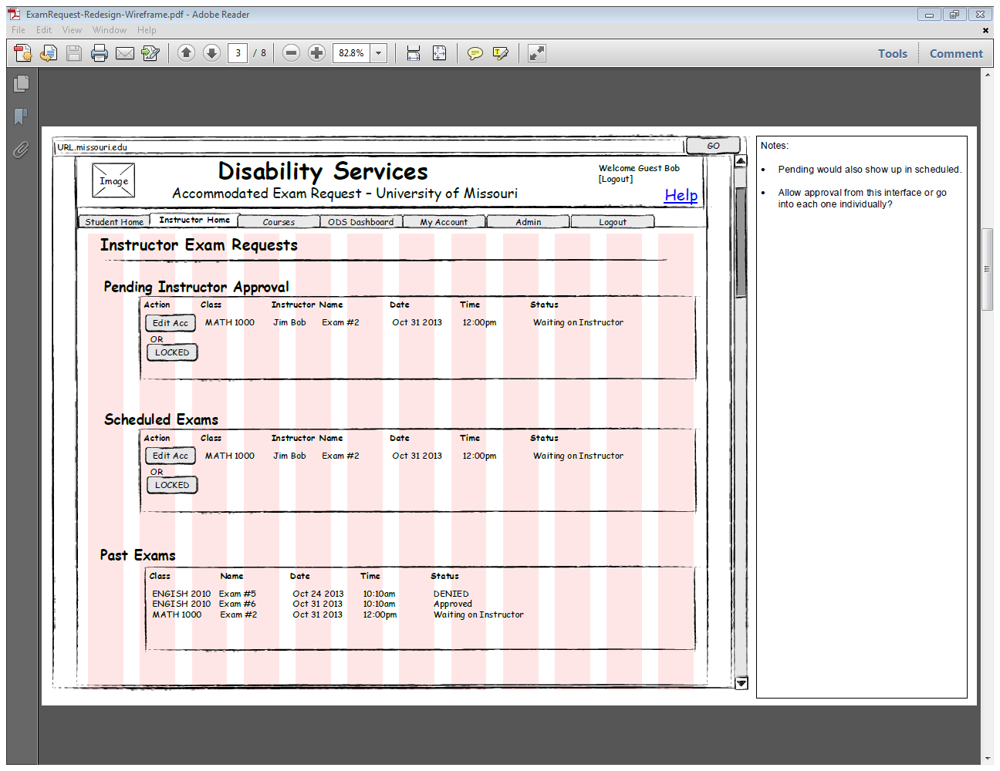 ExamRequest-Redesign-Wireframe.pdf - Adobe Reader
File Edit View Window Help
3 / 8 82.8% Tools Comment
URL.missouri.edu GO
Image
Disability Services
Accommodated Exam Request – University of Missouri
Welcome Guest Bob
[Logout]
Help
Student Home Instructor Home Courses ODS Dashboard My Account Admin Logout
Instructor Exam Requests
Pending Instructor Approval
Action Class Instructor Name Date Time Status
Edit Acc MATH 1000 Jim Bob Exam #2 Oct 31 2013 12:00pm Waiting on Instructor
OR
LOCKED
Scheduled Exams
Action Class Instructor Name Date Time Status
Edit Acc MATH 1000 Jim Bob Exam #2 Oct 31 2013 12:00pm Waiting on Instructor
OR
LOCKED
Past Exams
Class Name Date Time Status
ENGISH 2010 Exam #5 Oct 24 2013 10:10am DENIED
ENGISH 2010 Exam #6 Oct 31 2013 10:10am Approved
MATH 1000 Exam #2 Oct 31 2013 12:00pm Waiting on Instructor
Notes:
• Pending would also show up in scheduled.
• Allow approval from this interface or go
into each one individually?